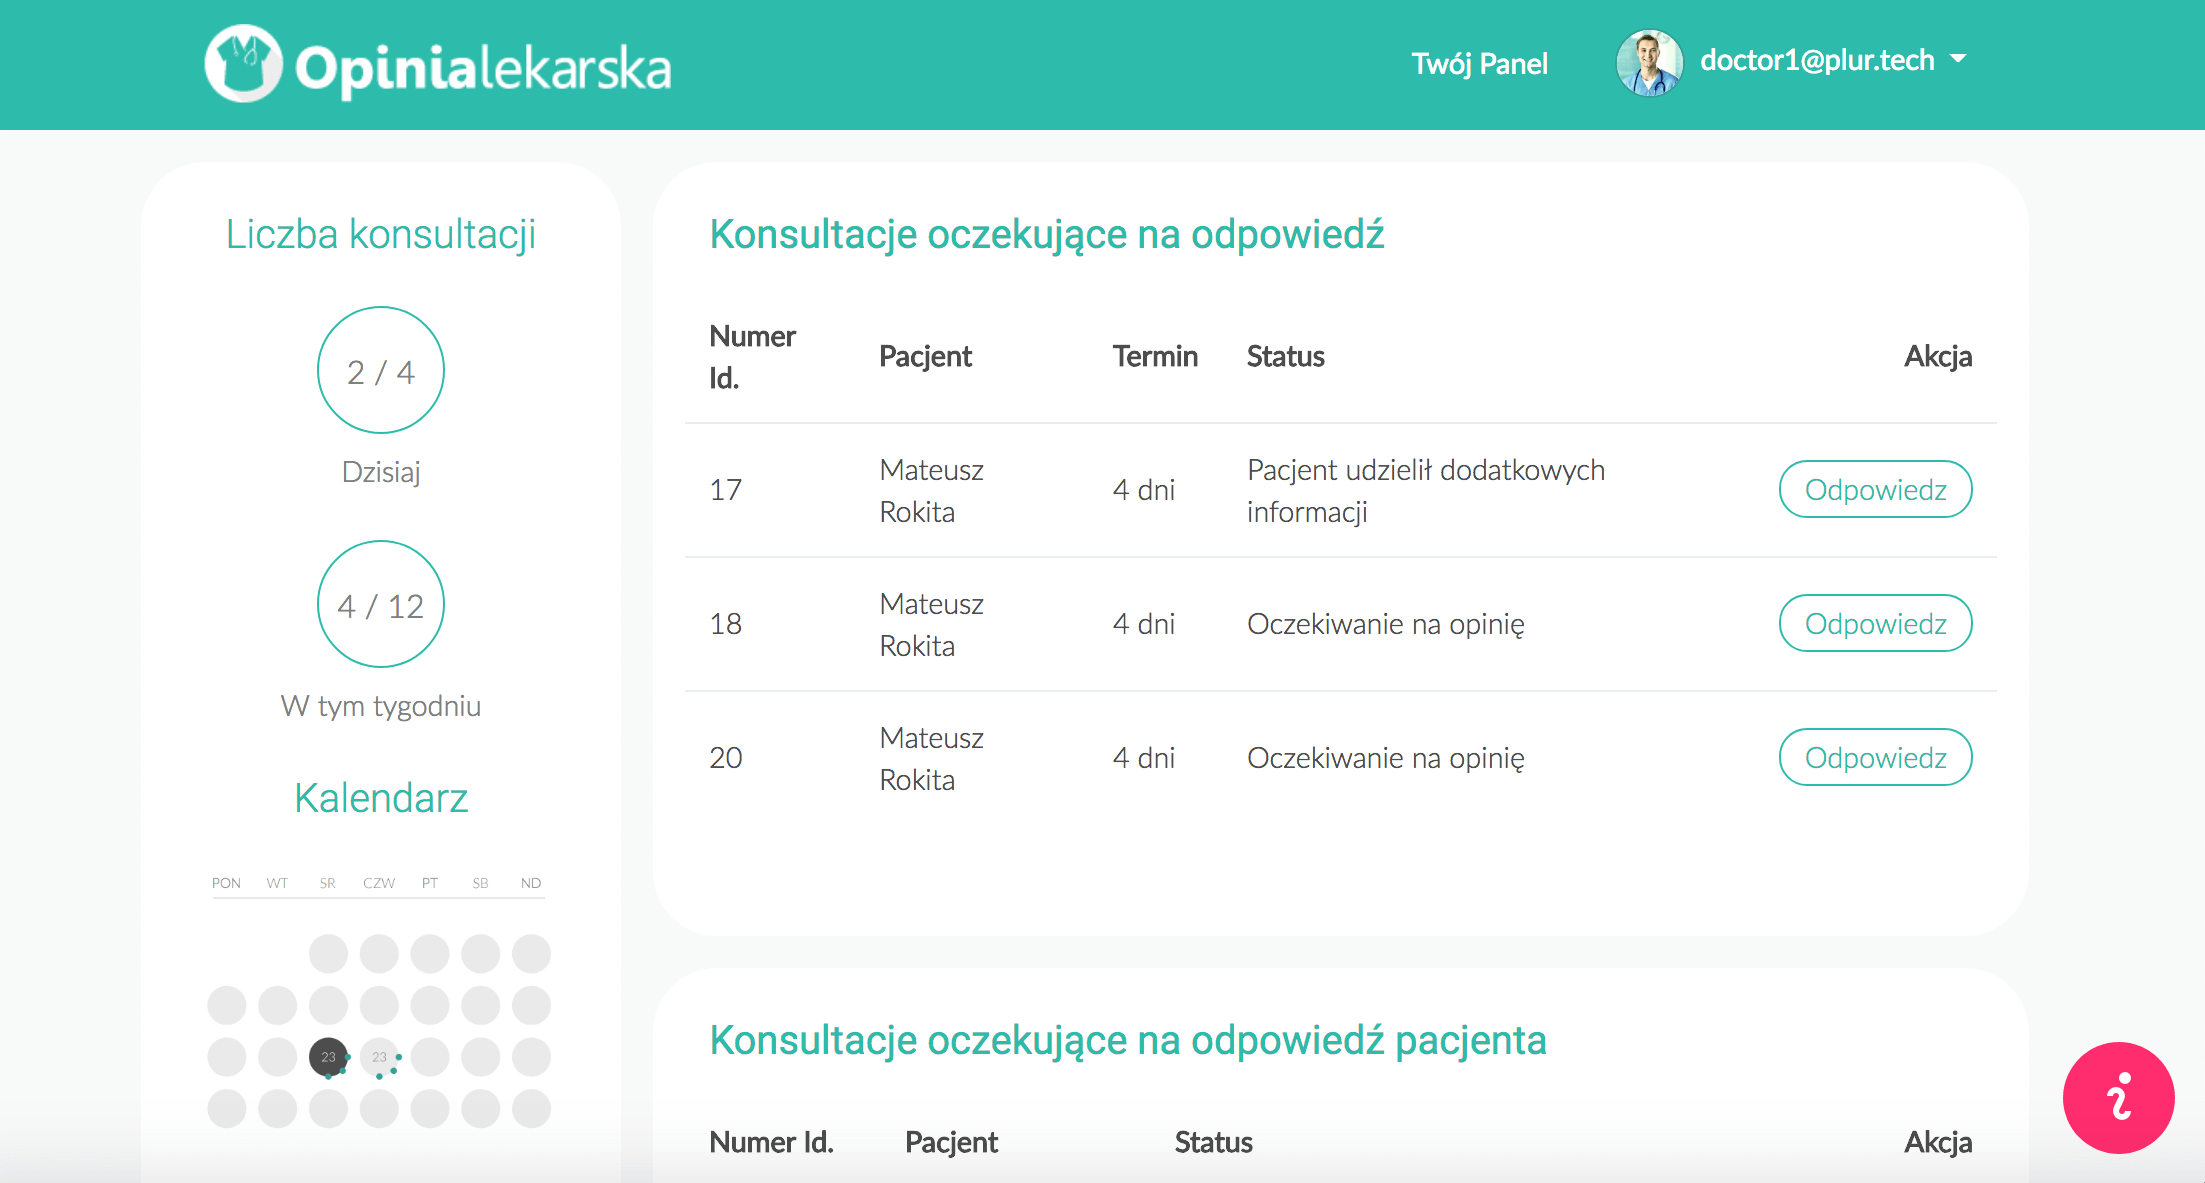 Opinialekarska
Twój Panel
doctor1@plur.tech
Liczba konsultacji
2 / 4
Dzisiaj
4 / 12
W tym tygodniu
Kalendarz
PON WT SR CZW PT SB ND
23 23
Konsultacje oczekujące na odpowiedź
Numer Id. Pacjent Termin Status Akcja
17 Mateusz Rokita 4 dni Pacjent udzielił dodatkowych informacji Odpowiedz
18 Mateusz Rokita 4 dni Oczekiwanie na opinię Odpowiedz
20 Mateusz Rokita 4 dni Oczekiwanie na opinię Odpowiedz
Konsultacje oczekujące na odpowiedź pacjenta
Numer Id. Pacjent Status Akcja